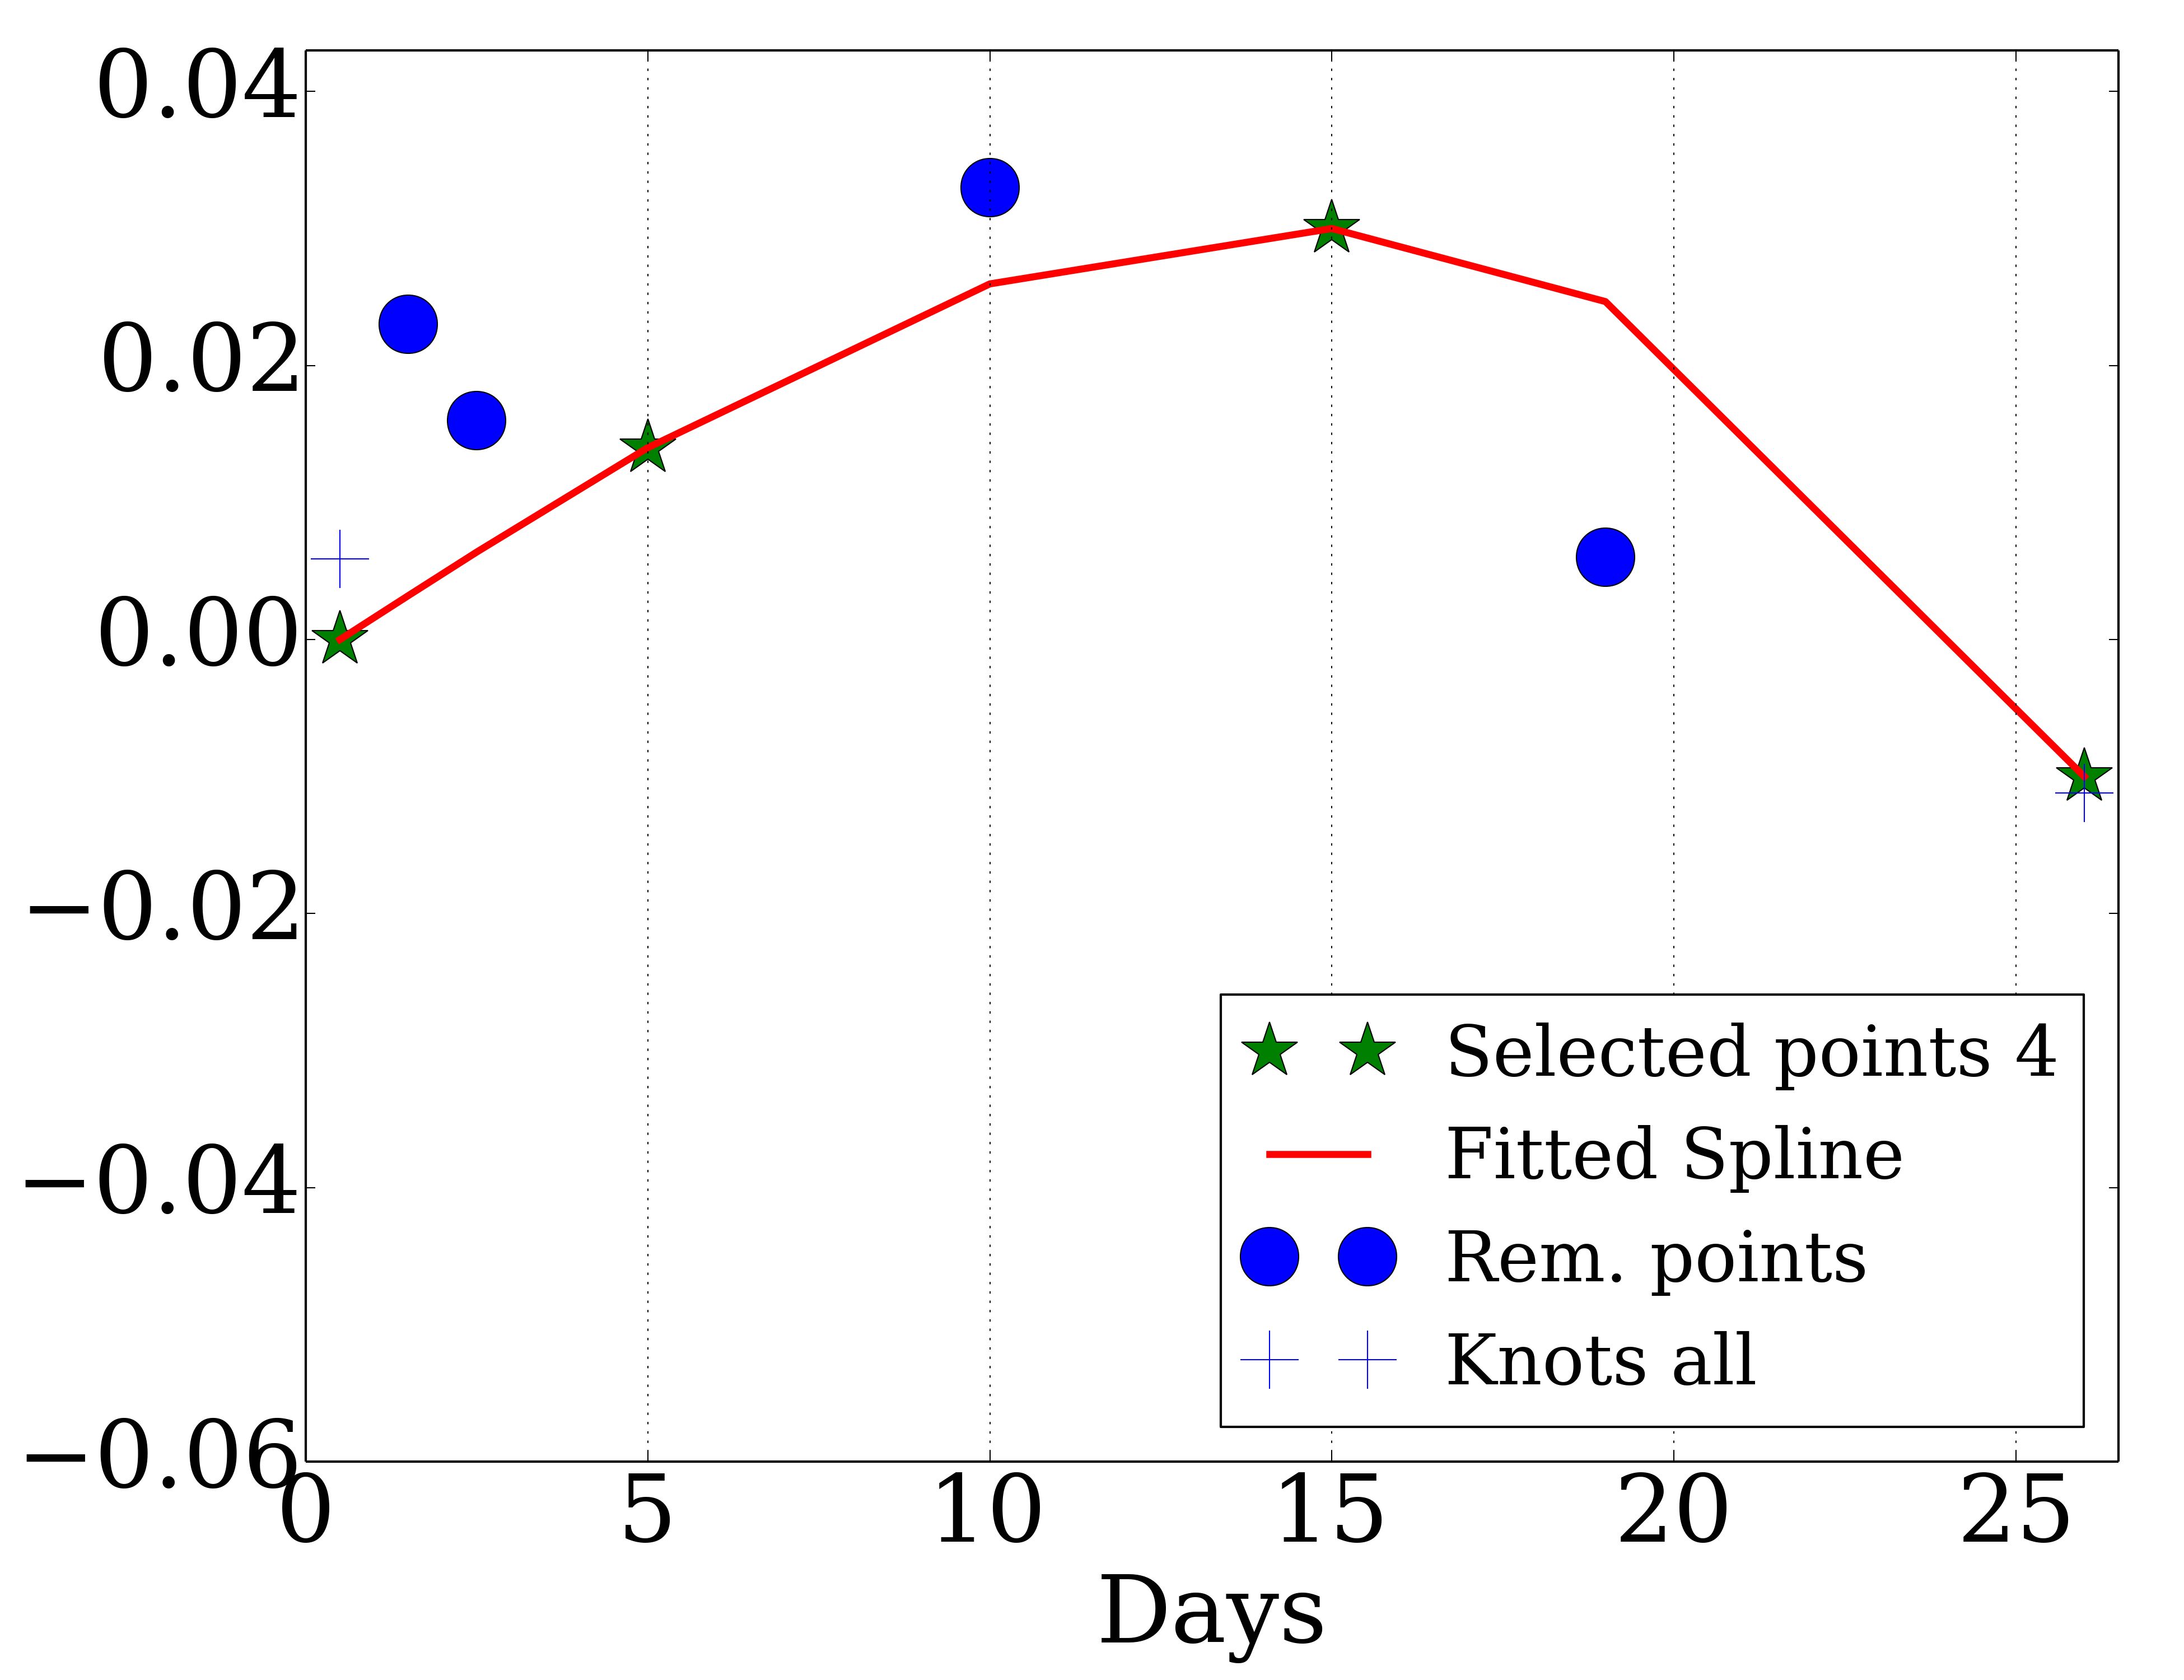 0.04
0.02
0.00
−0.02
−0.04
−0.06
0 5 10 15 20 25
Days
Selected points 4
Fitted Spline
Rem. points
Knots all